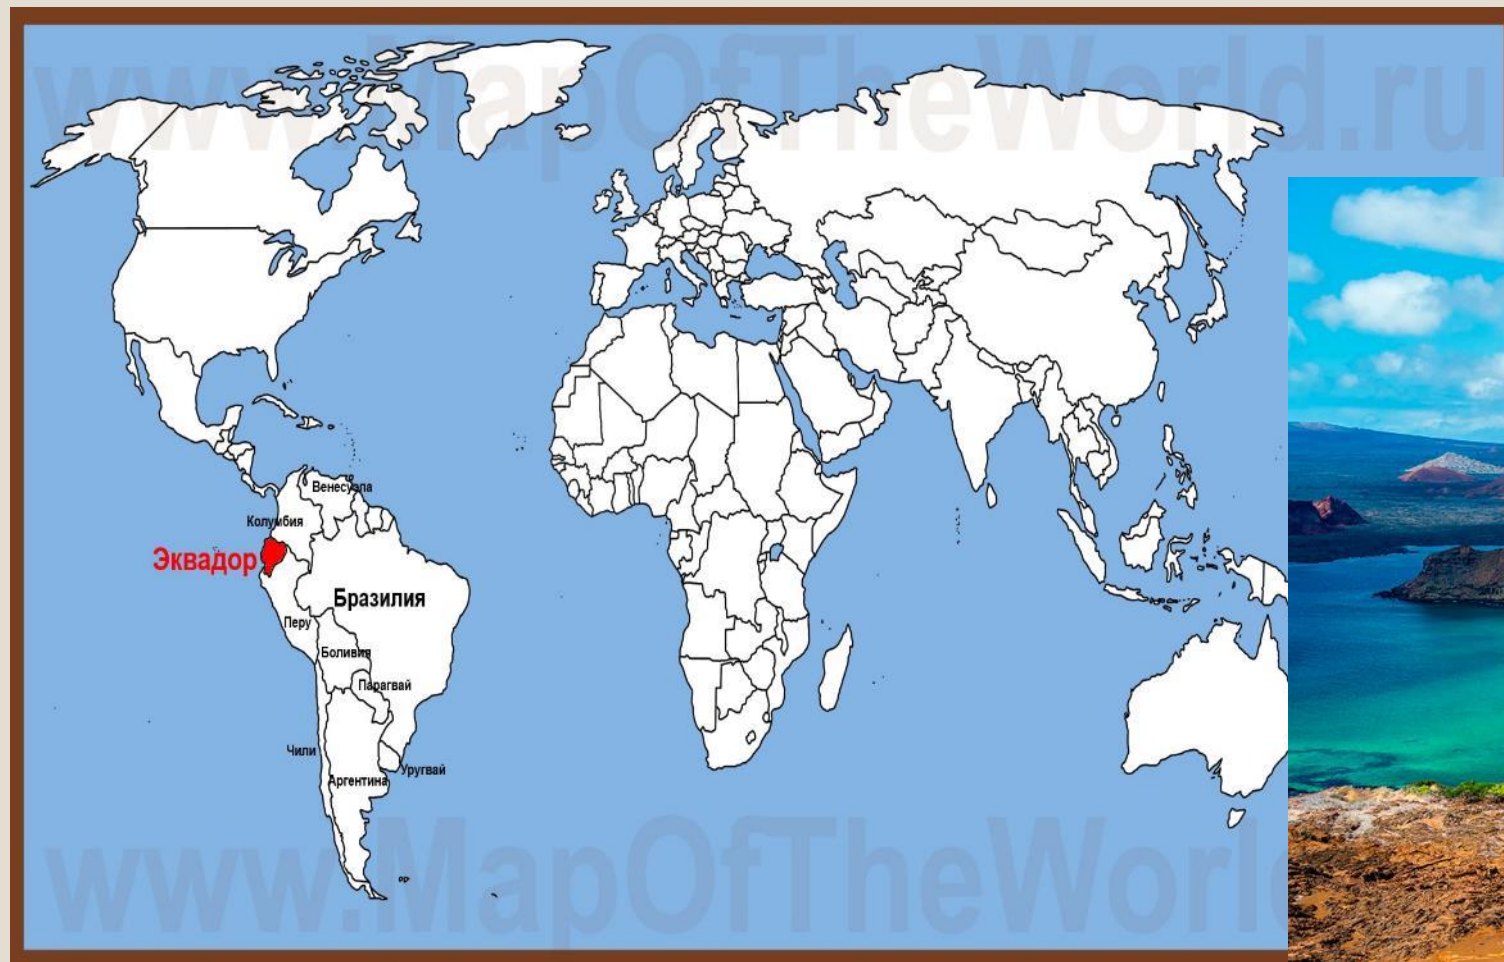 www.MapOfTheWorld.ru
Венесуэла
Колумбия
Эквадор
Бразилия
Перу
Боливия
Парагвай
Чили
Уругвай
Аргентина
www.MapOfTheWorl